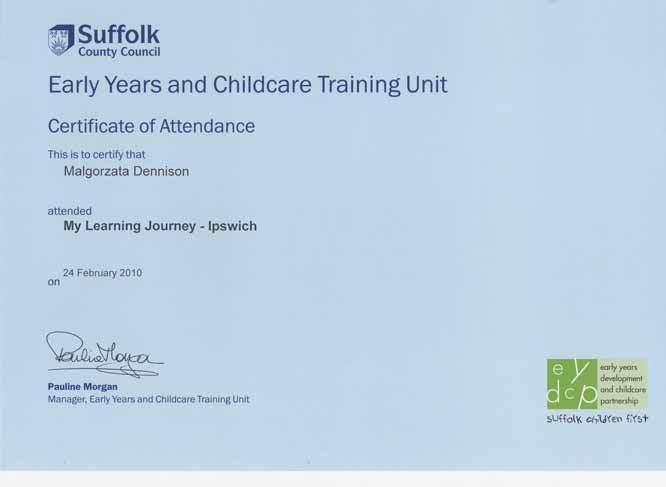 Suffolk
County Council
Early Years and Childcare Training Unit
Certificate of Attendance
This is to certify that
Malgorzata Dennison
attended
My Learning Journey - Ipswich
on 24 February 2010
Pauline Morgan
Pauline Morgan
Manager, Early Years and Childcare Training Unit
ey
dcp
early years
development
and childcare
partnership
suffolk children first